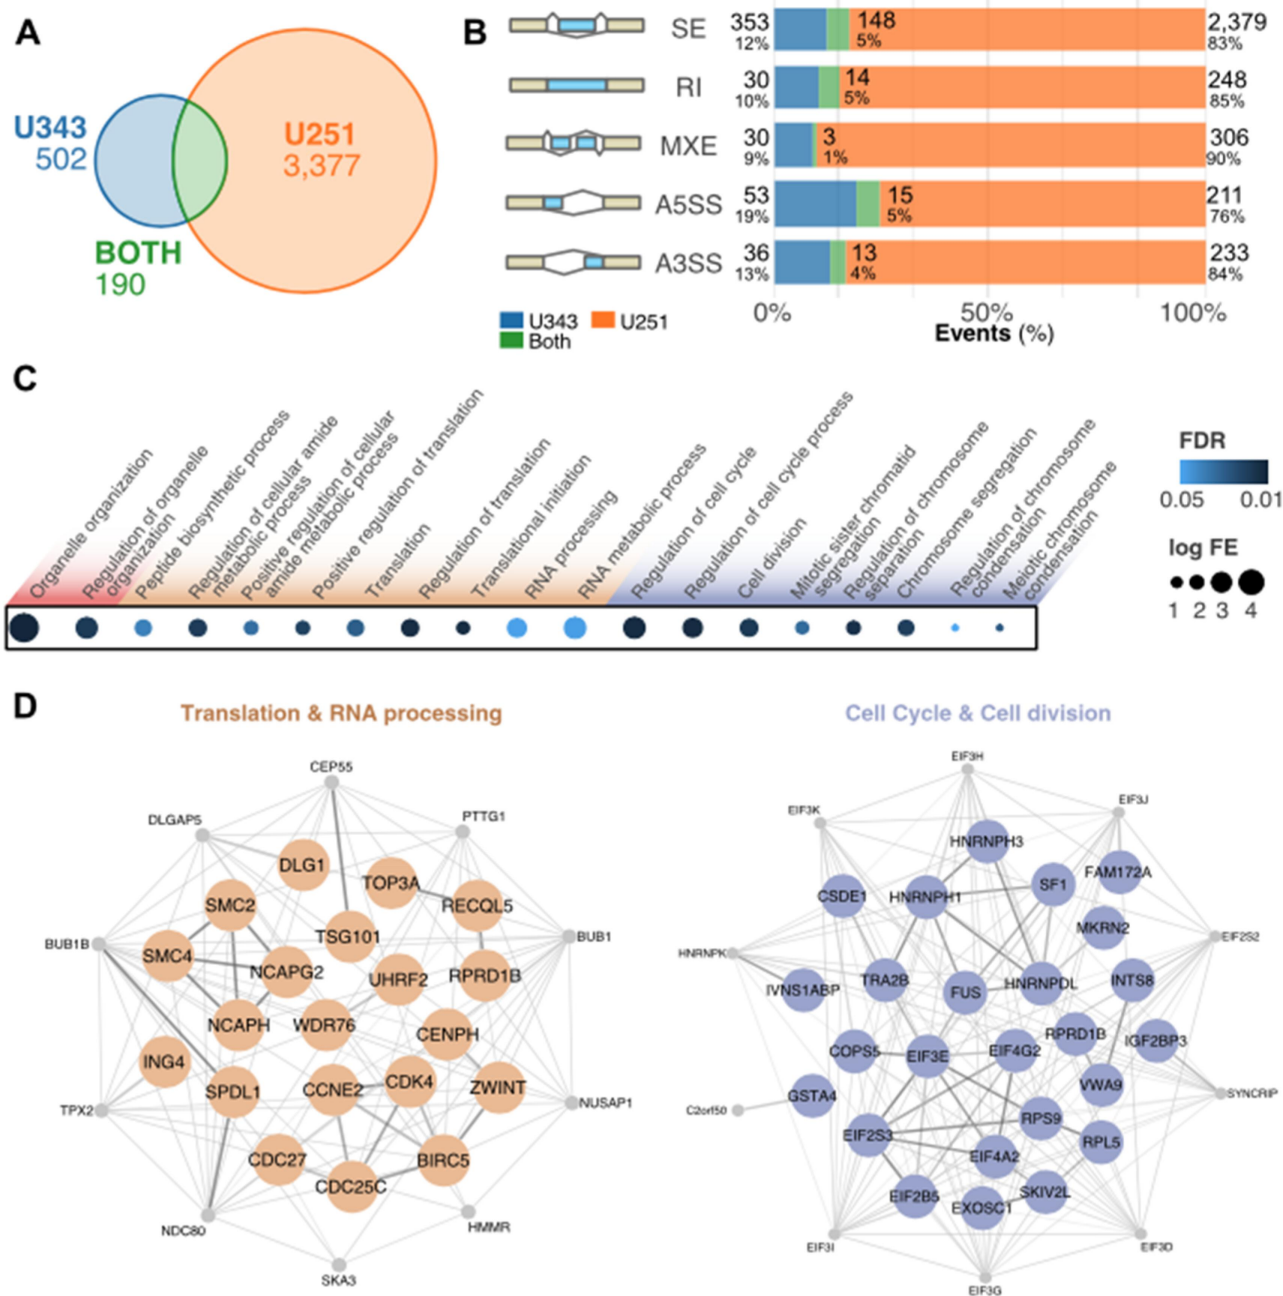 A
U343
502
U251
3,377
BOTH
190
B
SE
353
12%
148
5%
2,379
83%
RI
30
10%
14
5%
248
85%
MXE
30
9%
3
1%
306
90%
A5SS
53
19%
15
5%
211
76%
A3SS
36
13%
13
4%
233
84%
0%
50%
100%
Events (%)
U343
U251
Both
C
Organelle organization
Regulation of organelle
organization
Peptide biosynthetic process
Regulation of cellular amide
metabolic process
Positive regulation of cellular
amide metabolic process
Positive regulation of translation
Translation
Regulation of translation
Translational initiation
RNA processing
RNA metabolic process
Regulation of cell cycle
Regulation of cell cycle process
Cell division
Mitotic sister chromatid
segregation
Regulation of chromosome
separation
Chromosome segregation
Regulation of chromosome
condensation
Meiotic chromosome
condensation
FDR
0.05
0.01
log FE
1 2 3 4
D
Translation & RNA processing
CEP55
DLGAP5
PTTG1
DLG1
TOP3A
SMC2
RECQL5
TSG101
BUB1B
BUB1
SMC4
NCAPG2
UHRF2
RPRD1B
NCAPH
WDR76
CENPH
ING4
SPDL1
CCNE2
CDK4
ZWINT
TPX2
NUSAP1
CDC27
BIRC5
CDC25C
NDC80
HMMR
SKA3
Cell Cycle & Cell division
EIF3H
EIF3K
EIF3J
HNRNPH3
FAM172A
CSDE1
HNRNPH1
SF1
MKRN2
EIF2S2
HNRNPK
IVNS1ABP
TRA2B
FUS
HNRNPDL
INTS8
RPRD1B
IGF2BP3
COPS5
EIF3E
EIF4G2
VWA9
SYNCRIP
GSTA4
C2orf50
RPS9
EIF2S3
RPL5
EIF4A2
EIF2B5
SKIV2L
EXOSC1
EIF3I
EIF3D
EIF3G